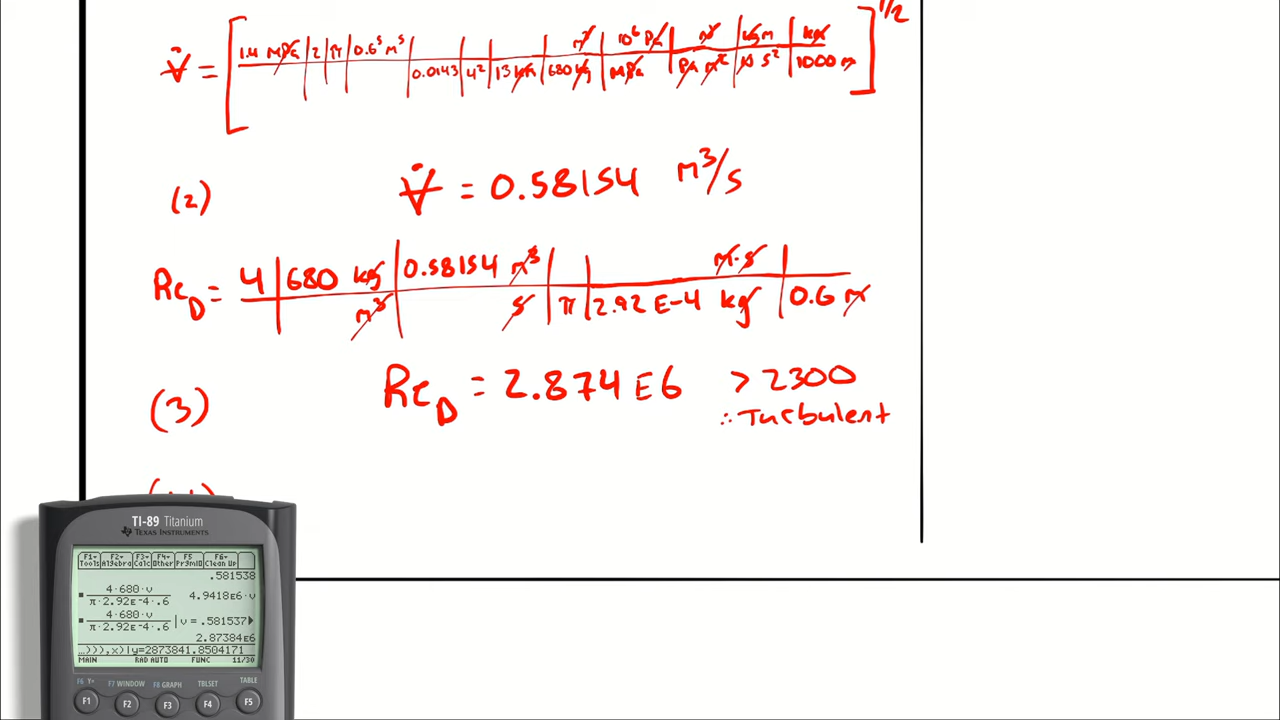 V̇ = [ 1.4 MPa | 2 | π | 0.6⁵ m⁵ | m³ | 10⁶ Pa | N | kg m | km ]^1/2
0.0143 | 4² | 13 km | 680 kg | MPa | Pa m² | N s² | 1000 m
(2) V̇ = 0.58154 m³/s
Re_D = 4 | 680 kg | 0.58154 m³ | m·s
m³ | s | π | 2.92 E-4 kg | 0.6 m
(3) Re_D = 2.874 E6 > 2300
∴ Turbulent
TI-89 Titanium
TEXAS INSTRUMENTS
F1 F2 F3 F4 F5 F6
Tools Algebra Calc Other PrgmIO Clean Up
.581538
4·680·v
π·2.92E-4·.6 4.9418E6·v
4·680·v
π·2.92E-4·.6 |v = .581537
2.87384E6
...))),x)|y=2873841.8504171
MAIN RAD AUTO FUNC 11/30
F6 Y= F7 WINDOW F8 GRAPH TBLSET TABLE
F1 F2 F3 F4 F5